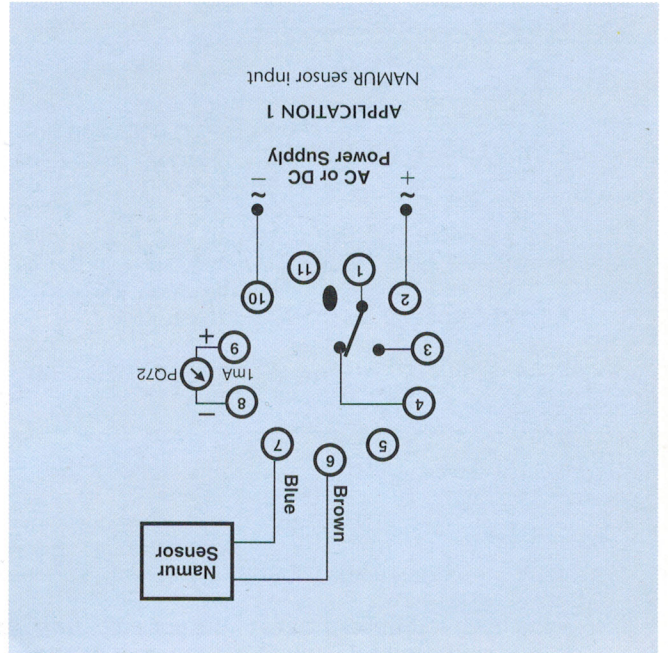 Namur
Sensor
Brown
Blue
6
7
5
8
4
−
1mA
PQ72
9
3
+
10
2
11
1
~
~
−
+
AC or DC
Power Supply
APPLICATION 1
NAMUR sensor input